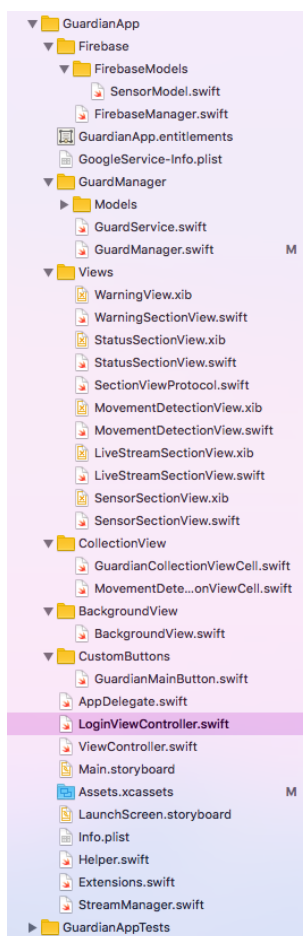 GuardianApp
Firebase
FirebaseModels
SensorModel.swift
FirebaseManager.swift
GuardianApp.entitlements
GoogleService-Info.plist
GuardManager
Models
GuardService.swift
GuardManager.swift M
Views
WarningView.xib
WarningSectionView.swift
StatusSectionView.xib
StatusSectionView.swift
SectionViewProtocol.swift
MovementDetectionView.xib
MovementDetectionView.swift
LiveStreamSectionView.xib
LiveStreamSectionView.swift
SensorSectionView.xib
SensorSectionView.swift
CollectionView
GuardianCollectionViewCell.swift
MovementDete...onViewCell.swift
BackgroundView
BackgroundView.swift
CustomButtons
GuardianMainButton.swift
AppDelegate.swift
LoginViewController.swift
ViewController.swift
Main.storyboard
Assets.xcassets M
LaunchScreen.storyboard
Info.plist
Helper.swift
Extensions.swift
StreamManager.swift
GuardianAppTests